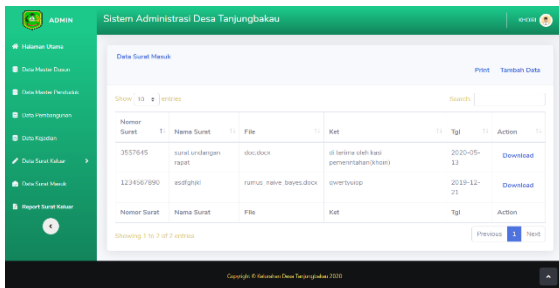 ADMIN
Sistem Administrasi Desa Tanjungbakau
KHOIRI
Halaman Utama
Data Master Dusun
Data Master Penduduk
Data Pembangunan
Data Kejadian
Data Surat Keluar
Data Surat Masuk
Report Surat Keluar
Data Surat Masuk
Print Tambah Data
Show 10 entries Search:
Nomor Surat Nama Surat File Ket Tgl Action
3557645 surat undangan rapat doc.docx di terima oleh kasi pemerintahan(khoiri) 2020-05-13 Download
1234567890 asdfghjkl rumus_naive_bayes.docx qwertyuiop 2019-12-21 Download
Nomor Surat Nama Surat File Ket Tgl Action
Showing 1 to 2 of 2 entries
Previous 1 Next
Copyright © Kelurahan Desa Tanjungbakau 2020